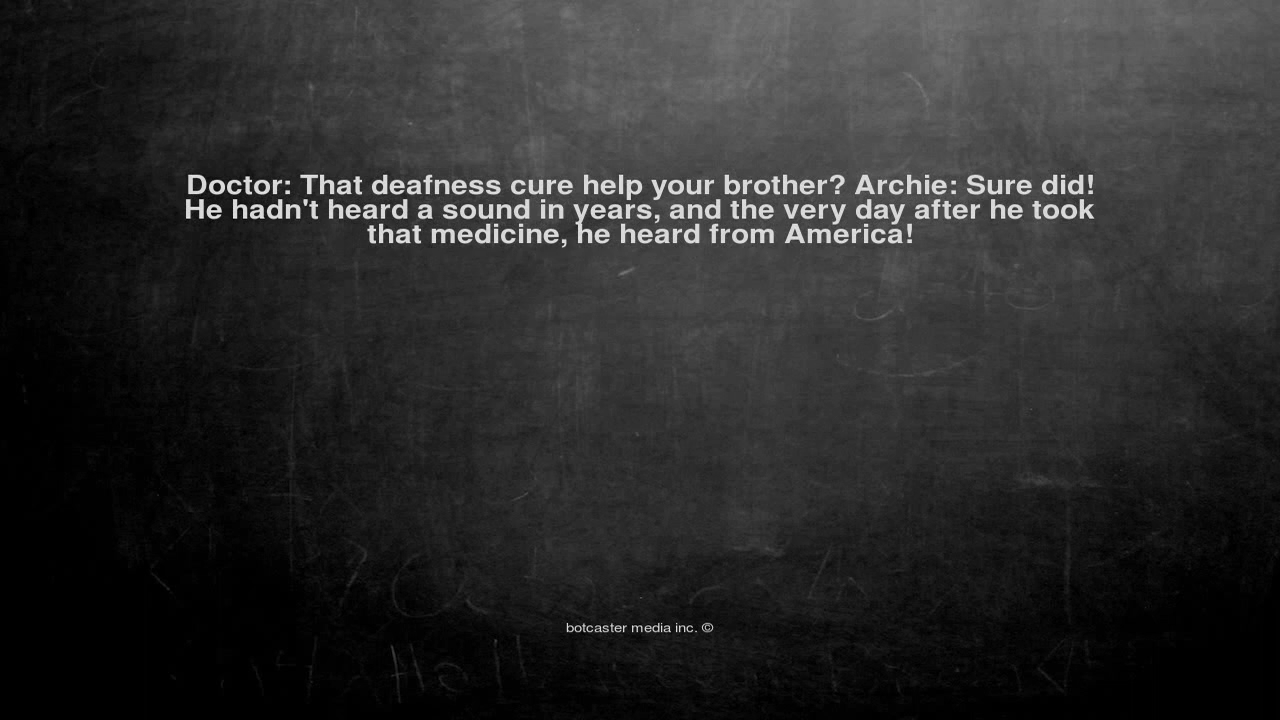 Doctor: That deafness cure help your brother? Archie: Sure did!
He hadn't heard a sound in years, and the very day after he took
that medicine, he heard from America!
botcaster media inc. ©